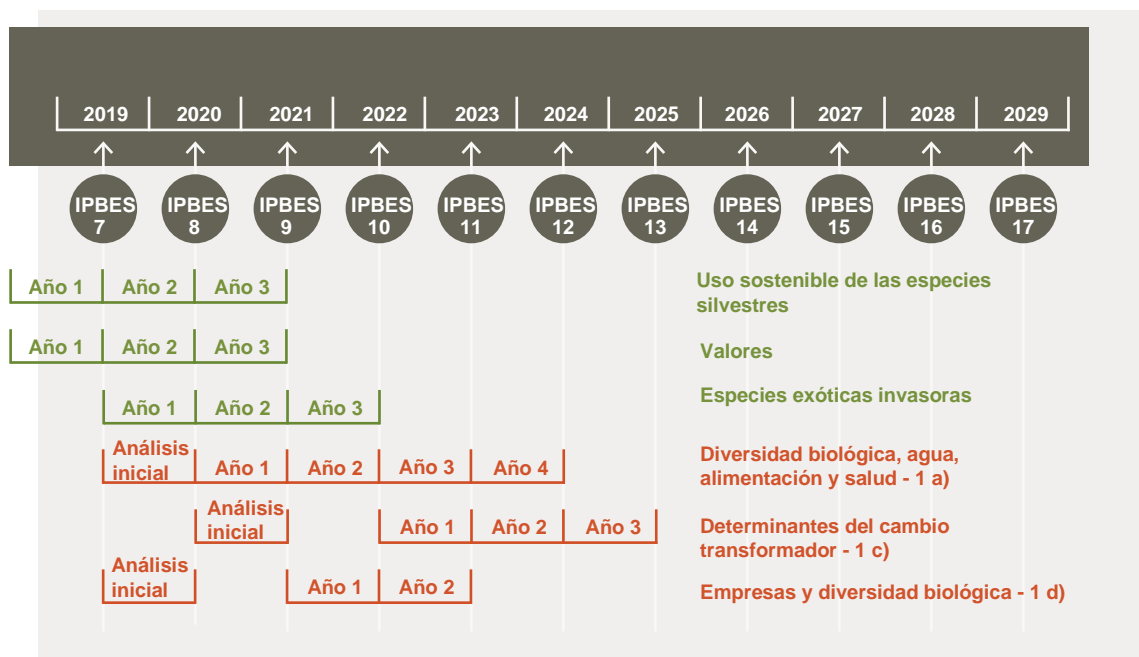 2019 2020 2021 2022 2023 2024 2025 2026 2027 2028 2029
IPBES IPBES IPBES IPBES IPBES IPBES IPBES IPBES IPBES IPBES IPBES
7 8 9 10 11 12 13 14 15 16 17
Año 1 Año 2 Año 3
Uso sostenible de las especies
silvestres
Año 1 Año 2 Año 3
Valores
Año 1 Año 2 Año 3
Especies exóticas invasoras
Análisis
inicial
Año 1 Año 2 Año 3 Año 4
Diversidad biológica, agua,
alimentación y salud - 1 a)
Análisis
inicial
Año 1 Año 2 Año 3
Determinantes del cambio
transformador - 1 c)
Análisis
inicial
Año 1 Año 2
Empresas y diversidad biológica - 1 d)